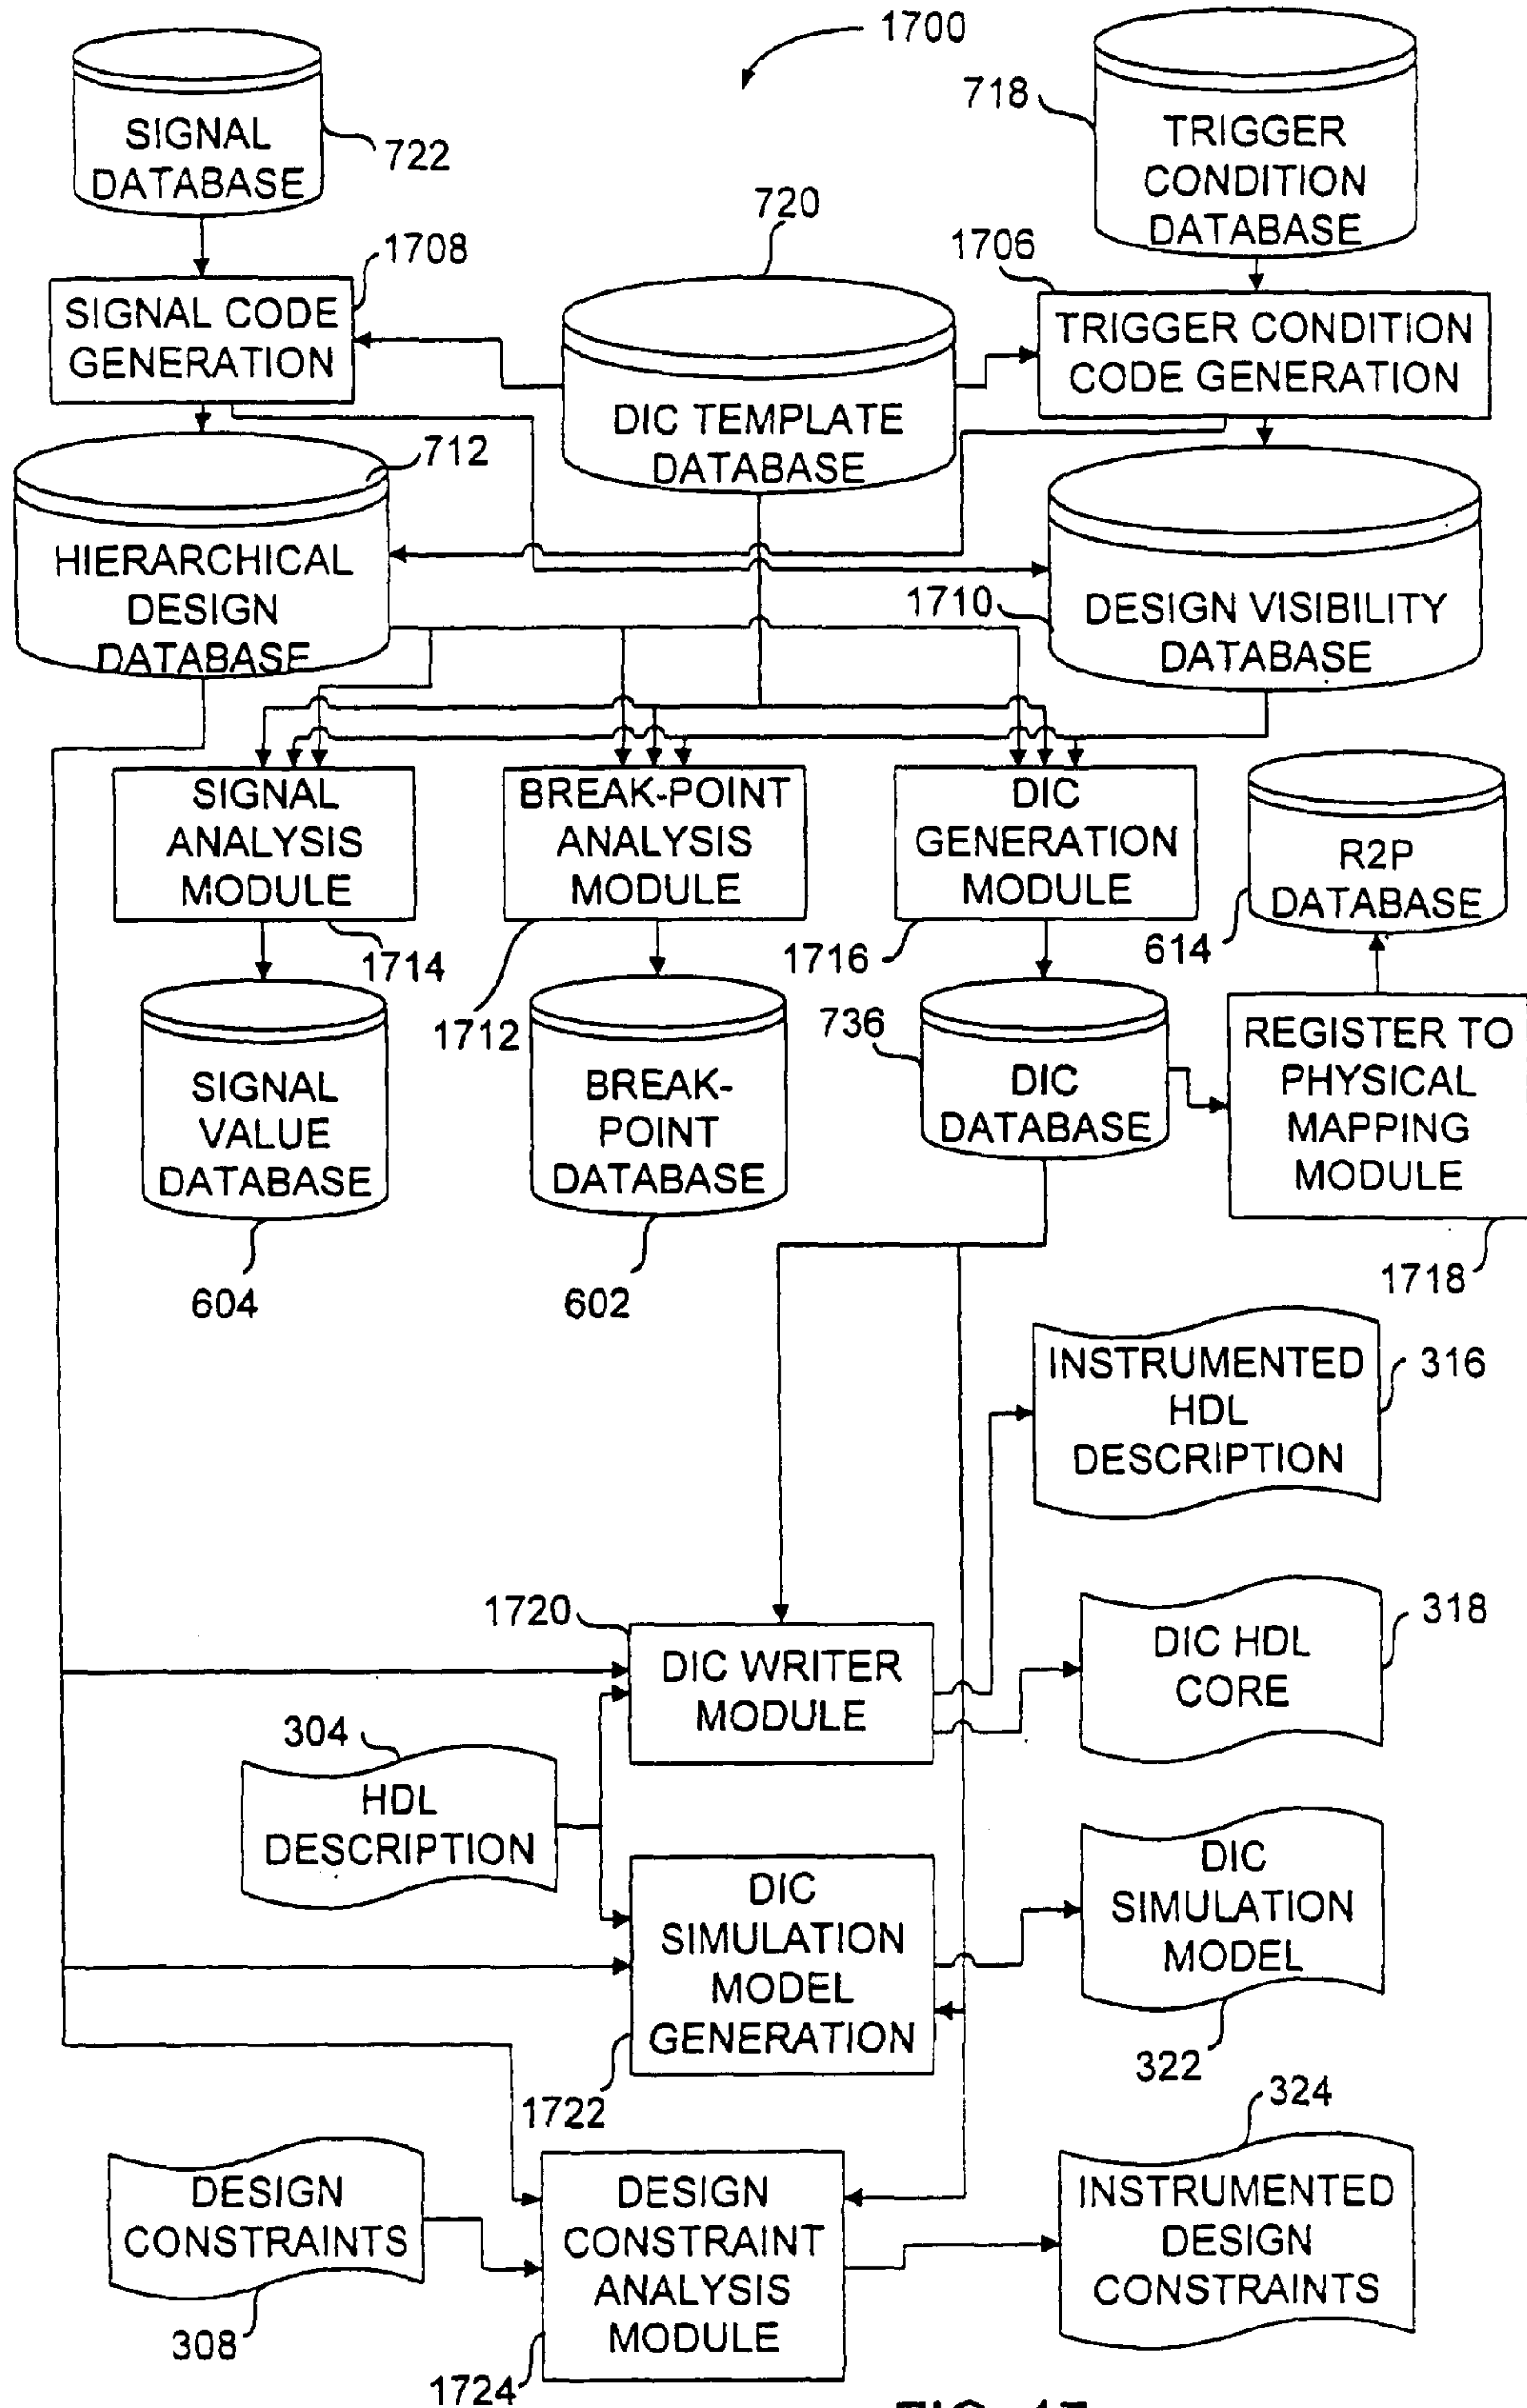 1700
SIGNAL
DATABASE
722
718
TRIGGER
CONDITION
DATABASE
720
1708
SIGNAL CODE
GENERATION
1706
TRIGGER CONDITION
CODE GENERATION
DIC TEMPLATE
DATABASE
712
HIERARCHICAL
DESIGN
DATABASE
1710
DESIGN VISIBILITY
DATABASE
SIGNAL
ANALYSIS
MODULE
1714
BREAK-POINT
ANALYSIS
MODULE
1712
DIC
GENERATION
MODULE
1716
R2P
DATABASE
614
SIGNAL
VALUE
DATABASE
604
BREAK-
POINT
DATABASE
602
736
DIC
DATABASE
REGISTER TO
PHYSICAL
MAPPING
MODULE
1718
INSTRUMENTED
HDL
DESCRIPTION
316
1720
DIC WRITER
MODULE
DIC HDL
CORE
318
304
HDL
DESCRIPTION
DIC
SIMULATION
MODEL
GENERATION
1722
DIC
SIMULATION
MODEL
322
DESIGN
CONSTRAINTS
308
DESIGN
CONSTRAINT
ANALYSIS
MODULE
1724
324
INSTRUMENTED
DESIGN
CONSTRAINTS